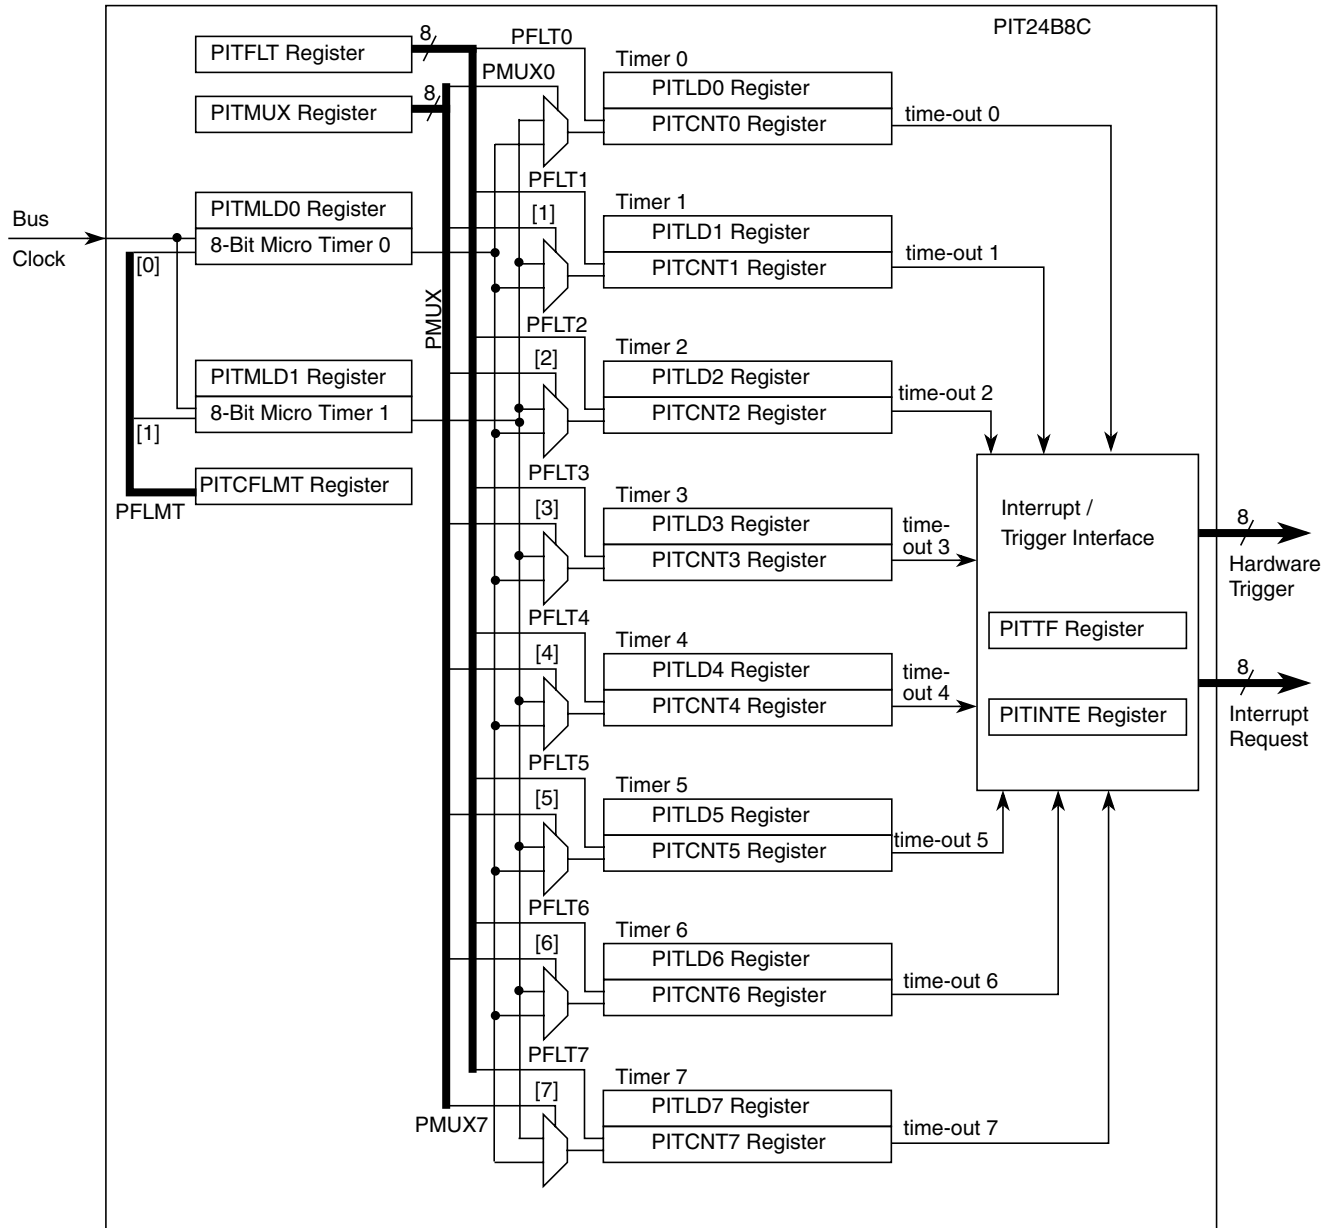 PIT24B8C
PITFLT Register
8
PFLT0
PITMUX Register
8
PMUX0
Timer 0
PITLD0 Register
PITCNT0 Register
time-out 0
Bus
Clock
PITMLD0 Register
8-Bit Micro Timer 0
[0]
PFLT1
[1]
Timer 1
PITLD1 Register
PITCNT1 Register
time-out 1
PMUX
PFLT2
[2]
Timer 2
PITLD2 Register
PITCNT2 Register
time-out 2
PITMLD1 Register
8-Bit Micro Timer 1
[1]
PITCFLMT Register
PFLMT
PFLT3
[3]
Timer 3
PITLD3 Register
PITCNT3 Register
time-
out 3
Interrupt /
Trigger Interface
8
Hardware
Trigger
PITTF Register
PFLT4
[4]
Timer 4
PITLD4 Register
PITCNT4 Register
time-
out 4
PITINTE Register
8
Interrupt
Request
PFLT5
[5]
Timer 5
PITLD5 Register
PITCNT5 Register
time-out 5
PFLT6
[6]
Timer 6
PITLD6 Register
PITCNT6 Register
time-out 6
PFLT7
[7]
PMUX7
Timer 7
PITLD7 Register
PITCNT7 Register
time-out 7